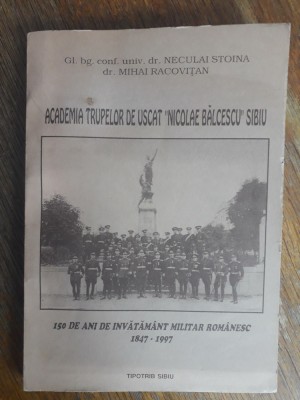 Gl. bg. conf. univ. dr. NECULAI STOINA
dr. MIHAI RACOVIȚAN
ACADEMIA TRUPELOR DE USCAT "NICOLAE BĂLCESCU" SIBIU
150 DE ANI DE INVĂTĂMÂNT MILITAR ROMÂNESC
1847 - 1997
TIPOTRIB SIBIU